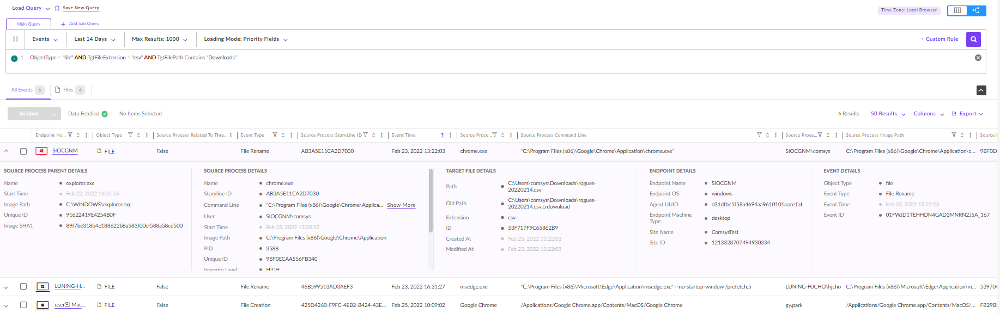 Load Query
Save New Query
Time Zone: Local Browser
Main Query
Add Sub Query
Events
Last 14 Days
Max Results: 1000
Loading Mode: Priority Fields
+ Custom Rule
1 ObjectType = "file" AND TgtFileExtension = "csv" AND TgtFilePath Contains "Downloads"
All Events 6
Files 6
Actions
Data Fetched
No Items Selected
6 Results
50 Results
Columns
Export
Endpoint Na... Object Type Source Process Related To Thre... Event Type Source Process StoryLine ID Event Time Source Proce... Source Process Command Line Source Proce... Source Process Image Path
SIOCGNM FILE False File Rename AB3A5E11CA2D7030 Feb 23, 2022 13:22:03 chrome.exe "C:\Program Files (x86)\Google\Chrome\Application\chrome.exe" SIOCGNM\comsys C:\Program Files (x86)\Google\Chrome\Application\c...
SOURCE PROCESS PARENT DETAILS
Name explorer.exe
Start Time Feb 22, 2022 16:51:56
Image Path C:\WINDOWS\explorer.exe
Unique ID 91622419E4254B0F
Image SHA1 89f7be318b4e188622b8a583f00cf588a58cd500
SOURCE PROCESS DETAILS
Name chrome.exe
Storyline ID AB3A5E11CA2D7030
Command Line "C:\Program Files (x86)\Google\Chrome\Applica... Show More
User SIOCGNM\comsys
Start Time Feb 23, 2022 13:20:52
Image Path C:\Program Files (x86)\Google\Chrome\Application
PID 3588
Unique ID 9BF0ECAA556FB340
Integrity Level HIGH
TARGET FILE DETAILS
Path C:\Users\comsys\Downloads\rogues-
20220214.csv
Old Path C:\Users\comsys\Downloads\rogues-
20220214.csv.crdownload
Extension csv
ID 53F717F9C65862B9
Created At Feb 23, 2022 13:22:03
Modified At Feb 23, 2022 13:22:03
ENDPOINT DETAILS
Endpoint Name SIOCGNM
Endpoint OS windows
Agent UUID d31dfbe5f58a4694aa9610101aace1af
Endpoint Machine
Type desktop
Site Name ComsysTest
Site ID 1213328707494930334
EVENT DETAILS
Object Type file
Event Type File Rename
Event Time Feb 23, 2022 13:22:03
Event ID 01FWJD1TEHHDN4GAD3MNRN2J5A_167
LUNING-H... FILE False File Rename 46B599513AD3AEF3 Feb 23, 2022 16:31:27 msedge.exe "C:\Program Files (x86)\Microsoft\Edge\Application\msedge.exe" --no-startup-window /prefetch:5 LUNING-HJCHO\hjcho C:\Program Files (x86)\Microsoft\Edge\Application\m... 539704
user의 Mac... FILE False File Creation 425D4260-F9FC-4EB2-B424-43E... Feb 25, 2022 10:09:02 Google Chrome /Applications/Google Chrome.app/Contents/MacOS/Google Chrome gy.park /Applications/Google Chrome.app/Contents/MacOS/...